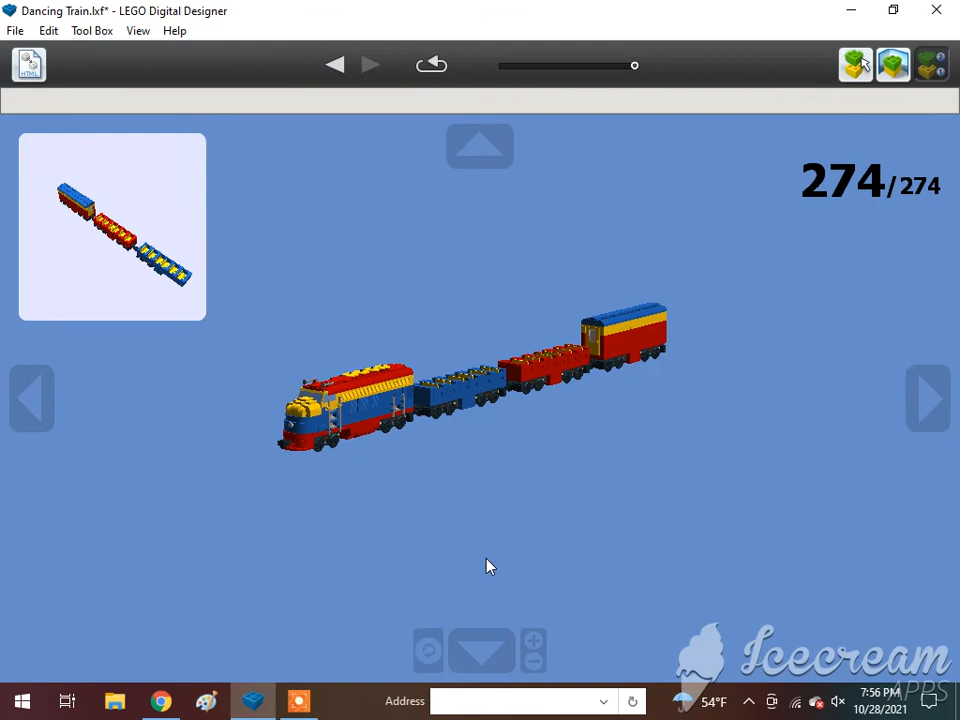 Dancing Train.lxf* - LEGO Digital Designer
File Edit Tool Box View Help
HTML
274/274
Icecream
APPS
Address
54°F
7:56 PM
10/28/2021